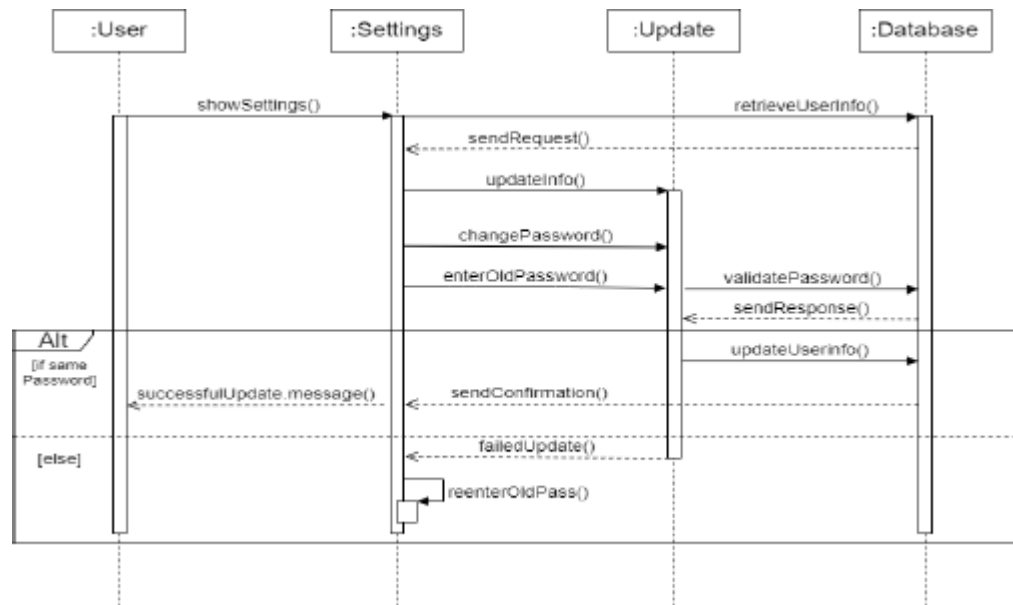 :User
:Settings
:Update
:Database
showSettings()
retrieveUserInfo()
sendRequest()
updateInfo()
changePassword()
enterOldPassword()
validatePassword()
sendResponse()
Alt
[if same
Password]
updateUserinfo()
successfulUpdate.message()
sendConfirmation()
[else]
failedUpdate()
reenterOldPass()